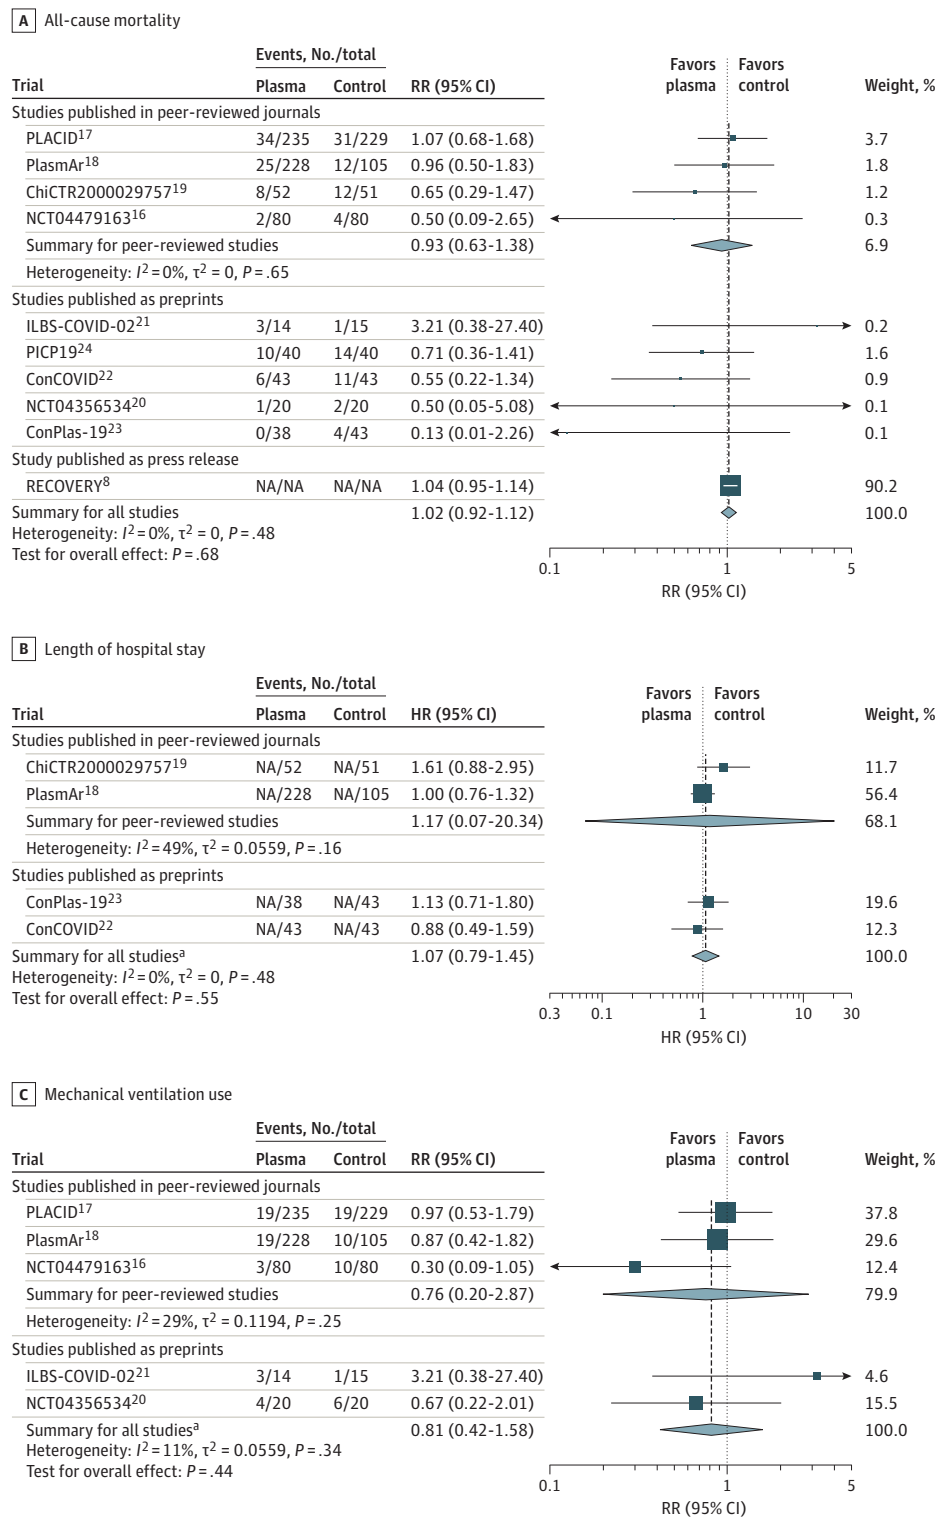 A All-cause mortality
Events, No./total
Favors plasma Favors control
Trial Plasma Control RR (95% CI) Weight, %
Studies published in peer-reviewed journals
PLACID17 34/235 31/229 1.07 (0.68-1.68) 3.7
PlasmAr18 25/228 12/105 0.96 (0.50-1.83) 1.8
ChiCTR200002975719 8/52 12/51 0.65 (0.29-1.47) 1.2
NCT0447916316 2/80 4/80 0.50 (0.09-2.65) 0.3
Summary for peer-reviewed studies 0.93 (0.63-1.38) 6.9
Heterogeneity: I2 = 0%, τ2 = 0, P = .65
Studies published as preprints
ILBS-COVID-0221 3/14 1/15 3.21 (0.38-27.40) 0.2
PICP1924 10/40 14/40 0.71 (0.36-1.41) 1.6
ConCOVID22 6/43 11/43 0.55 (0.22-1.34) 0.9
NCT0435653420 1/20 2/20 0.50 (0.05-5.08) 0.1
ConPlas-1923 0/38 4/43 0.13 (0.01-2.26) 0.1
Study published as press release
RECOVERY8 NA/NA NA/NA 1.04 (0.95-1.14) 90.2
Summary for all studies 1.02 (0.92-1.12) 100.0
Heterogeneity: I2 = 0%, τ2 = 0, P = .48
Test for overall effect: P = .68
0.1 1 5
RR (95% CI)
B Length of hospital stay
Events, No./total
Favors plasma Favors control
Trial Plasma Control HR (95% CI) Weight, %
Studies published in peer-reviewed journals
ChiCTR200002975719 NA/52 NA/51 1.61 (0.88-2.95) 11.7
PlasmAr18 NA/228 NA/105 1.00 (0.76-1.32) 56.4
Summary for peer-reviewed studies 1.17 (0.07-20.34) 68.1
Heterogeneity: I2 = 49%, τ2 = 0.0559, P = .16
Studies published as preprints
ConPlas-1923 NA/38 NA/43 1.13 (0.71-1.80) 19.6
ConCOVID22 NA/43 NA/43 0.88 (0.49-1.59) 12.3
Summary for all studiesa 1.07 (0.79-1.45) 100.0
Heterogeneity: I2 = 0%, τ2 = 0, P = .48
Test for overall effect: P = .55
0.3 0.1 1 10 30
HR (95% CI)
C Mechanical ventilation use
Events, No./total
Favors plasma Favors control
Trial Plasma Control RR (95% CI) Weight, %
Studies published in peer-reviewed journals
PLACID17 19/235 19/229 0.97 (0.53-1.79) 37.8
PlasmAr18 19/228 10/105 0.87 (0.42-1.82) 29.6
NCT0447916316 3/80 10/80 0.30 (0.09-1.05) 12.4
Summary for peer-reviewed studies 0.76 (0.20-2.87) 79.9
Heterogeneity: I2 = 29%, τ2 = 0.1194, P = .25
Studies published as preprints
ILBS-COVID-0221 3/14 1/15 3.21 (0.38-27.40) 4.6
NCT0435653420 4/20 6/20 0.67 (0.22-2.01) 15.5
Summary for all studiesa 0.81 (0.42-1.58) 100.0
Heterogeneity: I2 = 11%, τ2 = 0.0559, P = .34
Test for overall effect: P = .44
0.1 1 5
RR (95% CI)